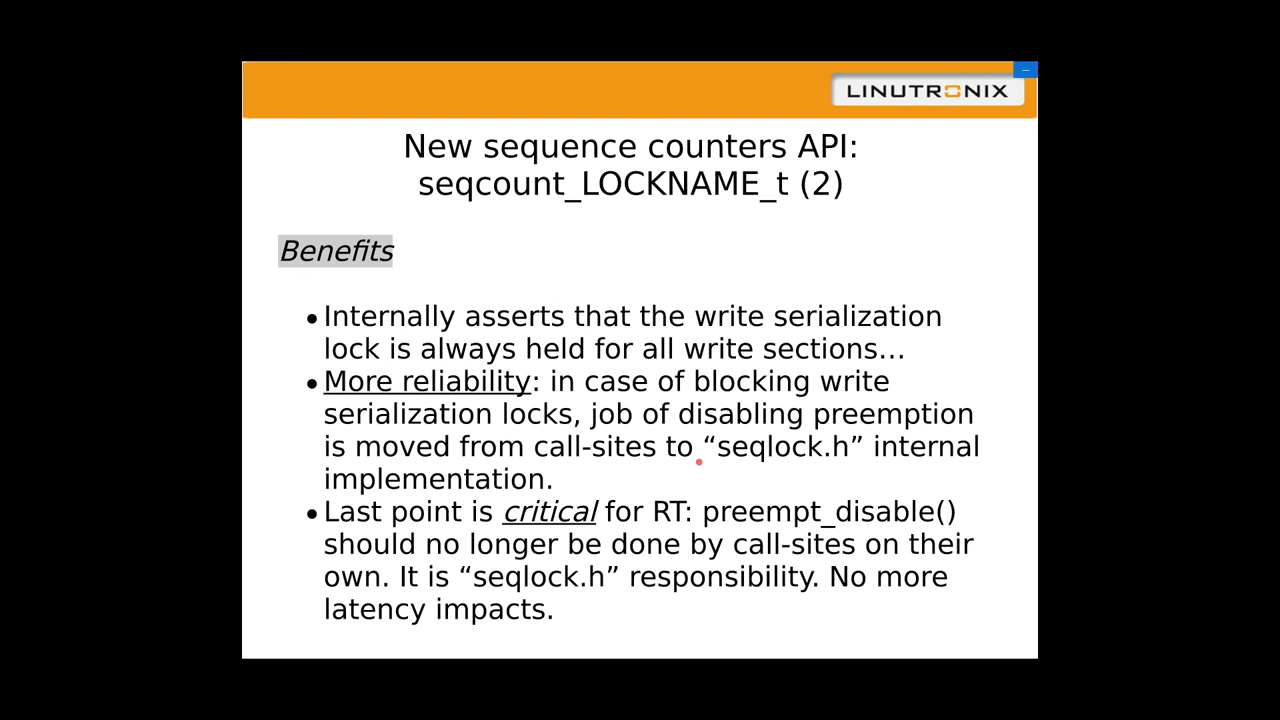 LINUTRONIX
New sequence counters API:
seqcount_LOCKNAME_t (2)
Benefits
•Internally asserts that the write serialization
lock is always held for all write sections…
•More reliability: in case of blocking write
serialization locks, job of disabling preemption
is moved from call-sites to “seqlock.h” internal
implementation.
•Last point is critical for RT: preempt_disable()
should no longer be done by call-sites on their
own. It is “seqlock.h” responsibility. No more
latency impacts.